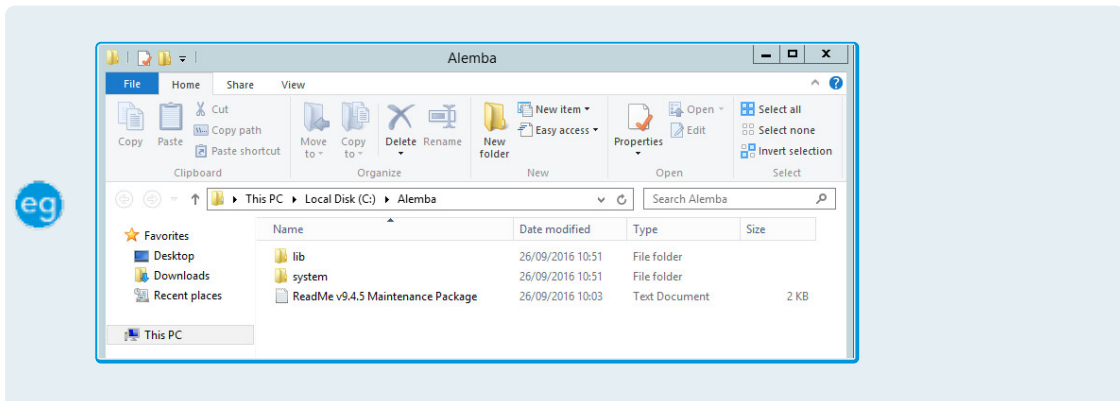 Alemba
File Home Share View
Copy
Paste
Cut
Copy path
Paste shortcut
Clipboard
Move to
Copy to
Delete
Rename
Organize
New folder
New item
Easy access
New
Properties
Open
Edit
Open
Select all
Select none
Invert selection
Select
eg
This PC Local Disk (C:) Alemba
Search Alemba
Favorites
Desktop
Downloads
Recent places
This PC
Name Date modified Type Size
lib 26/09/2016 10:51 File folder
system 26/09/2016 10:51 File folder
ReadMe v9.4.5 Maintenance Package 26/09/2016 10:03 Text Document 2 KB